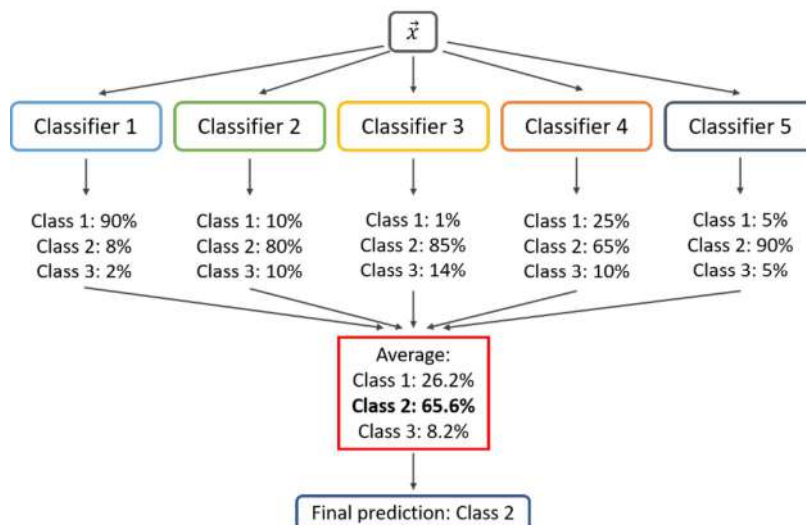 x⃗
Classifier 1
Classifier 2
Classifier 3
Classifier 4
Classifier 5
Class 1: 90%
Class 2: 8%
Class 3: 2%
Class 1: 10%
Class 2: 80%
Class 3: 10%
Class 1: 1%
Class 2: 85%
Class 3: 14%
Class 1: 25%
Class 2: 65%
Class 3: 10%
Class 1: 5%
Class 2: 90%
Class 3: 5%
Average:
Class 1: 26.2%
Class 2: 65.6%
Class 3: 8.2%
Final prediction: Class 2